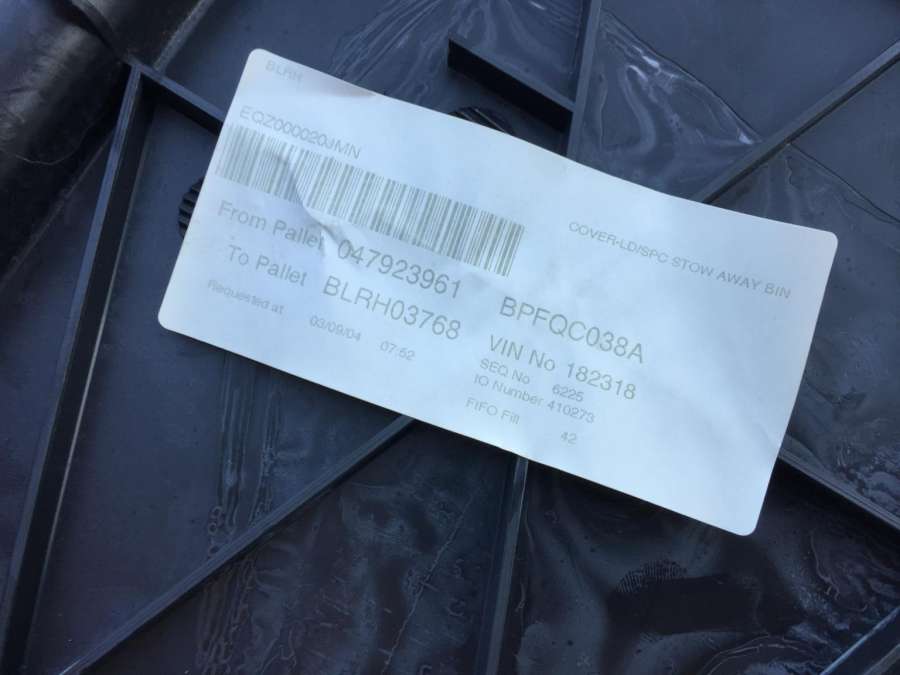 BLRH
EQZ000020JMN
COVER-LD/SPC STOW AWAY BIN
From Pallet 047923961 BPFQC038A
To Pallet BLRH03768 VIN No 182318
Requested at 03/09/04 07:52 SEQ No 6225
IO Number 410273
FIFO Fill 42